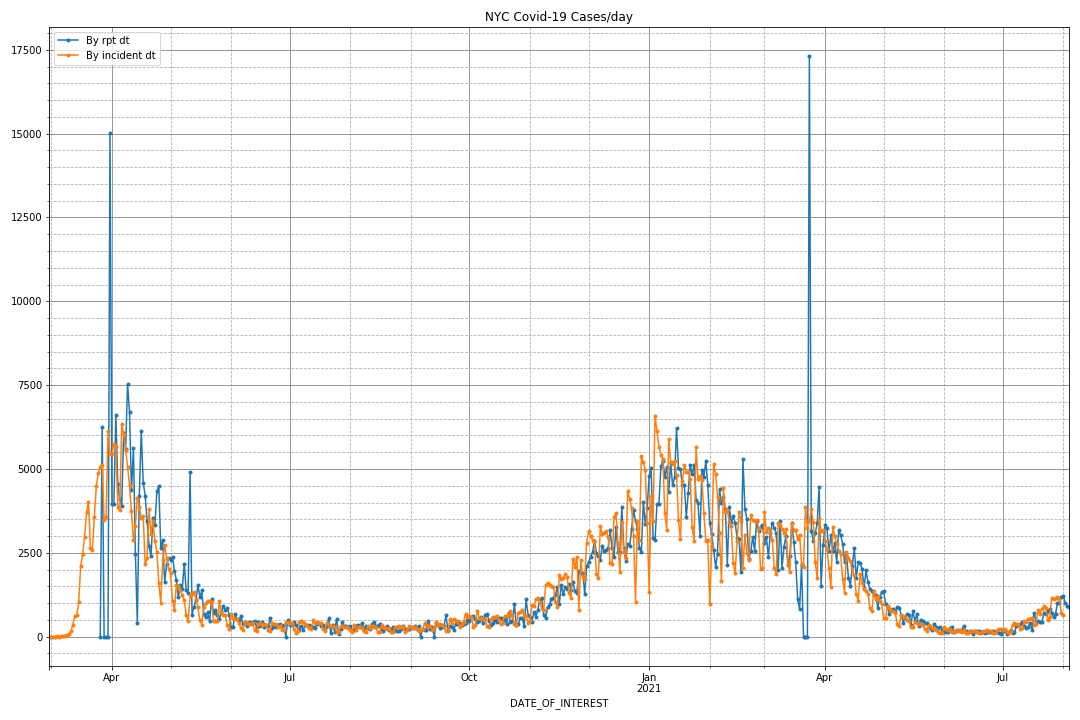 NYC Covid-19 Cases/day
By rpt dt
By incident dt
17500
15000
12500
10000
7500
5000
2500
0
Apr Jul Oct Jan Apr Jul
2021
DATE_OF_INTEREST